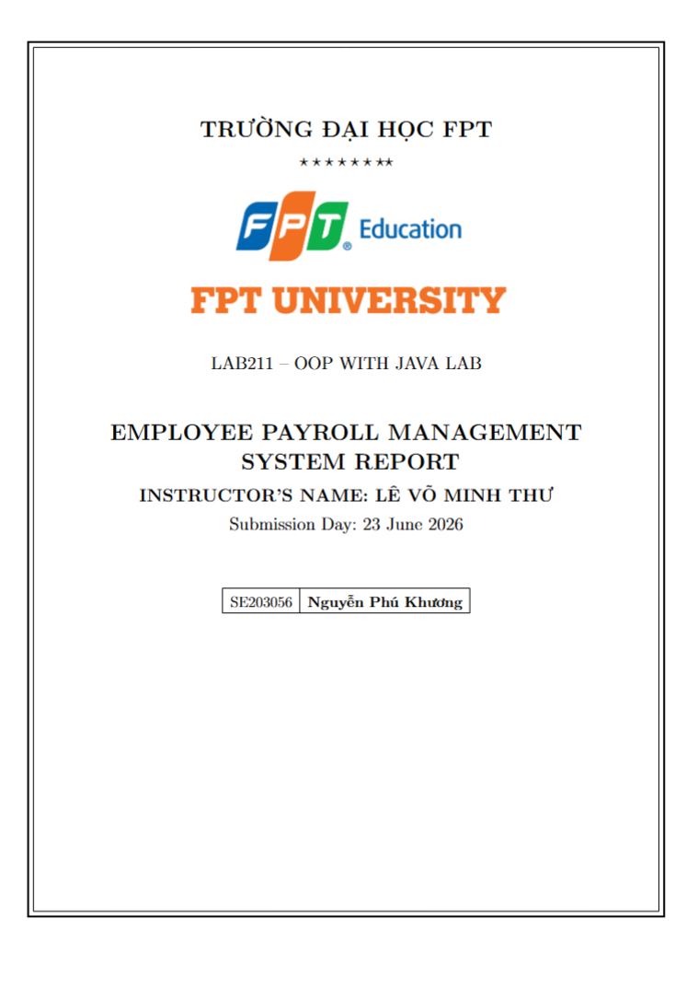 TRƯỜNG ĐẠI HỌC FPT
⋆⋆⋆⋆⋆⋆⋆⋆
FPT® Education
FPT UNIVERSITY
LAB211 – OOP WITH JAVA LAB
EMPLOYEE PAYROLL MANAGEMENT
SYSTEM REPORT
INSTRUCTOR'S NAME: LÊ VÕ MINH THƯ
Submission Day: 23 June 2026
SE203056 Nguyễn Phú Khương